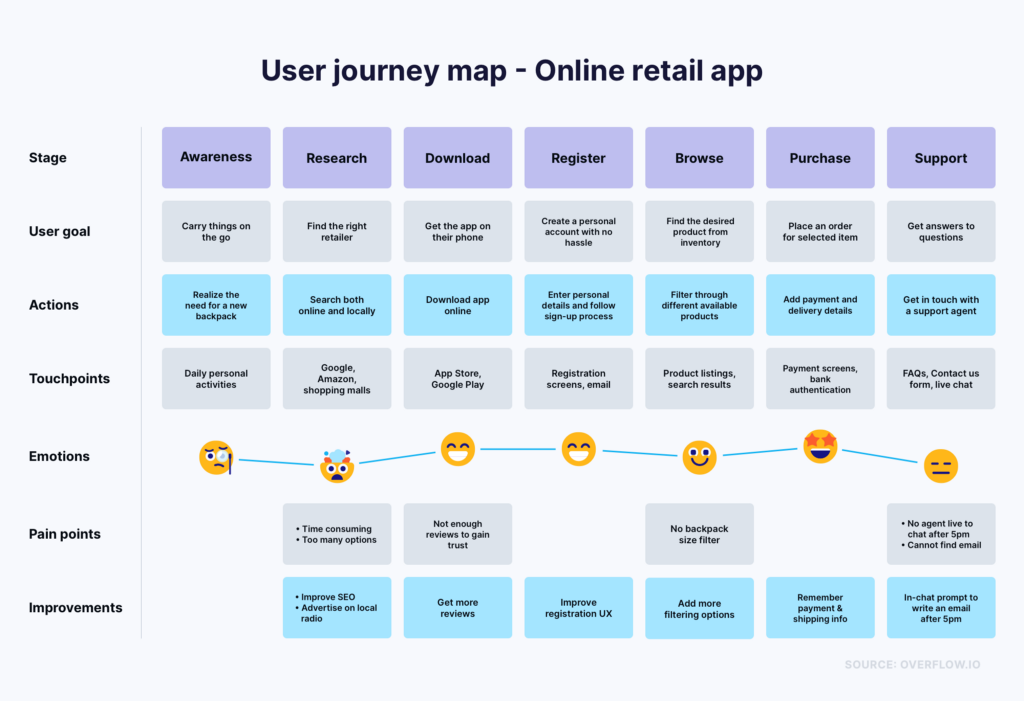 User journey map - Online retail app
Stage
Awareness
Research
Download
Register
Browse
Purchase
Support
User goal
Carry things on
the go
Find the right
retailer
Get the app on
their phone
Create a personal
account with no
hassle
Find the desired
product from
inventory
Place an order
for selected item
Get answers to
questions
Actions
Realize the
need for a new
backpack
Search both
online and locally
Download app
online
Enter personal
details and follow
sign-up process
Filter through
different available
products
Add payment and
delivery details
Get in touch with
a support agent
Touchpoints
Daily personal
activities
Google,
Amazon,
shopping malls
App Store,
Google Play
Registration
screens, email
Product listings,
search results
Payment screens,
bank
authentication
FAQs, Contact us
form, live chat
Emotions
Pain points
• Time consuming
• Too many options
Not enough
reviews to gain
trust
No backpack
size filter
• No agent live to
chat after 5pm
• Cannot find email
Improvements
• Improve SEO
• Advertise on local
radio
Get more
reviews
Improve
registration UX
Add more
filtering options
Remember
payment &
shipping info
In-chat prompt to
write an email
after 5pm
SOURCE: OVERFLOW.IO